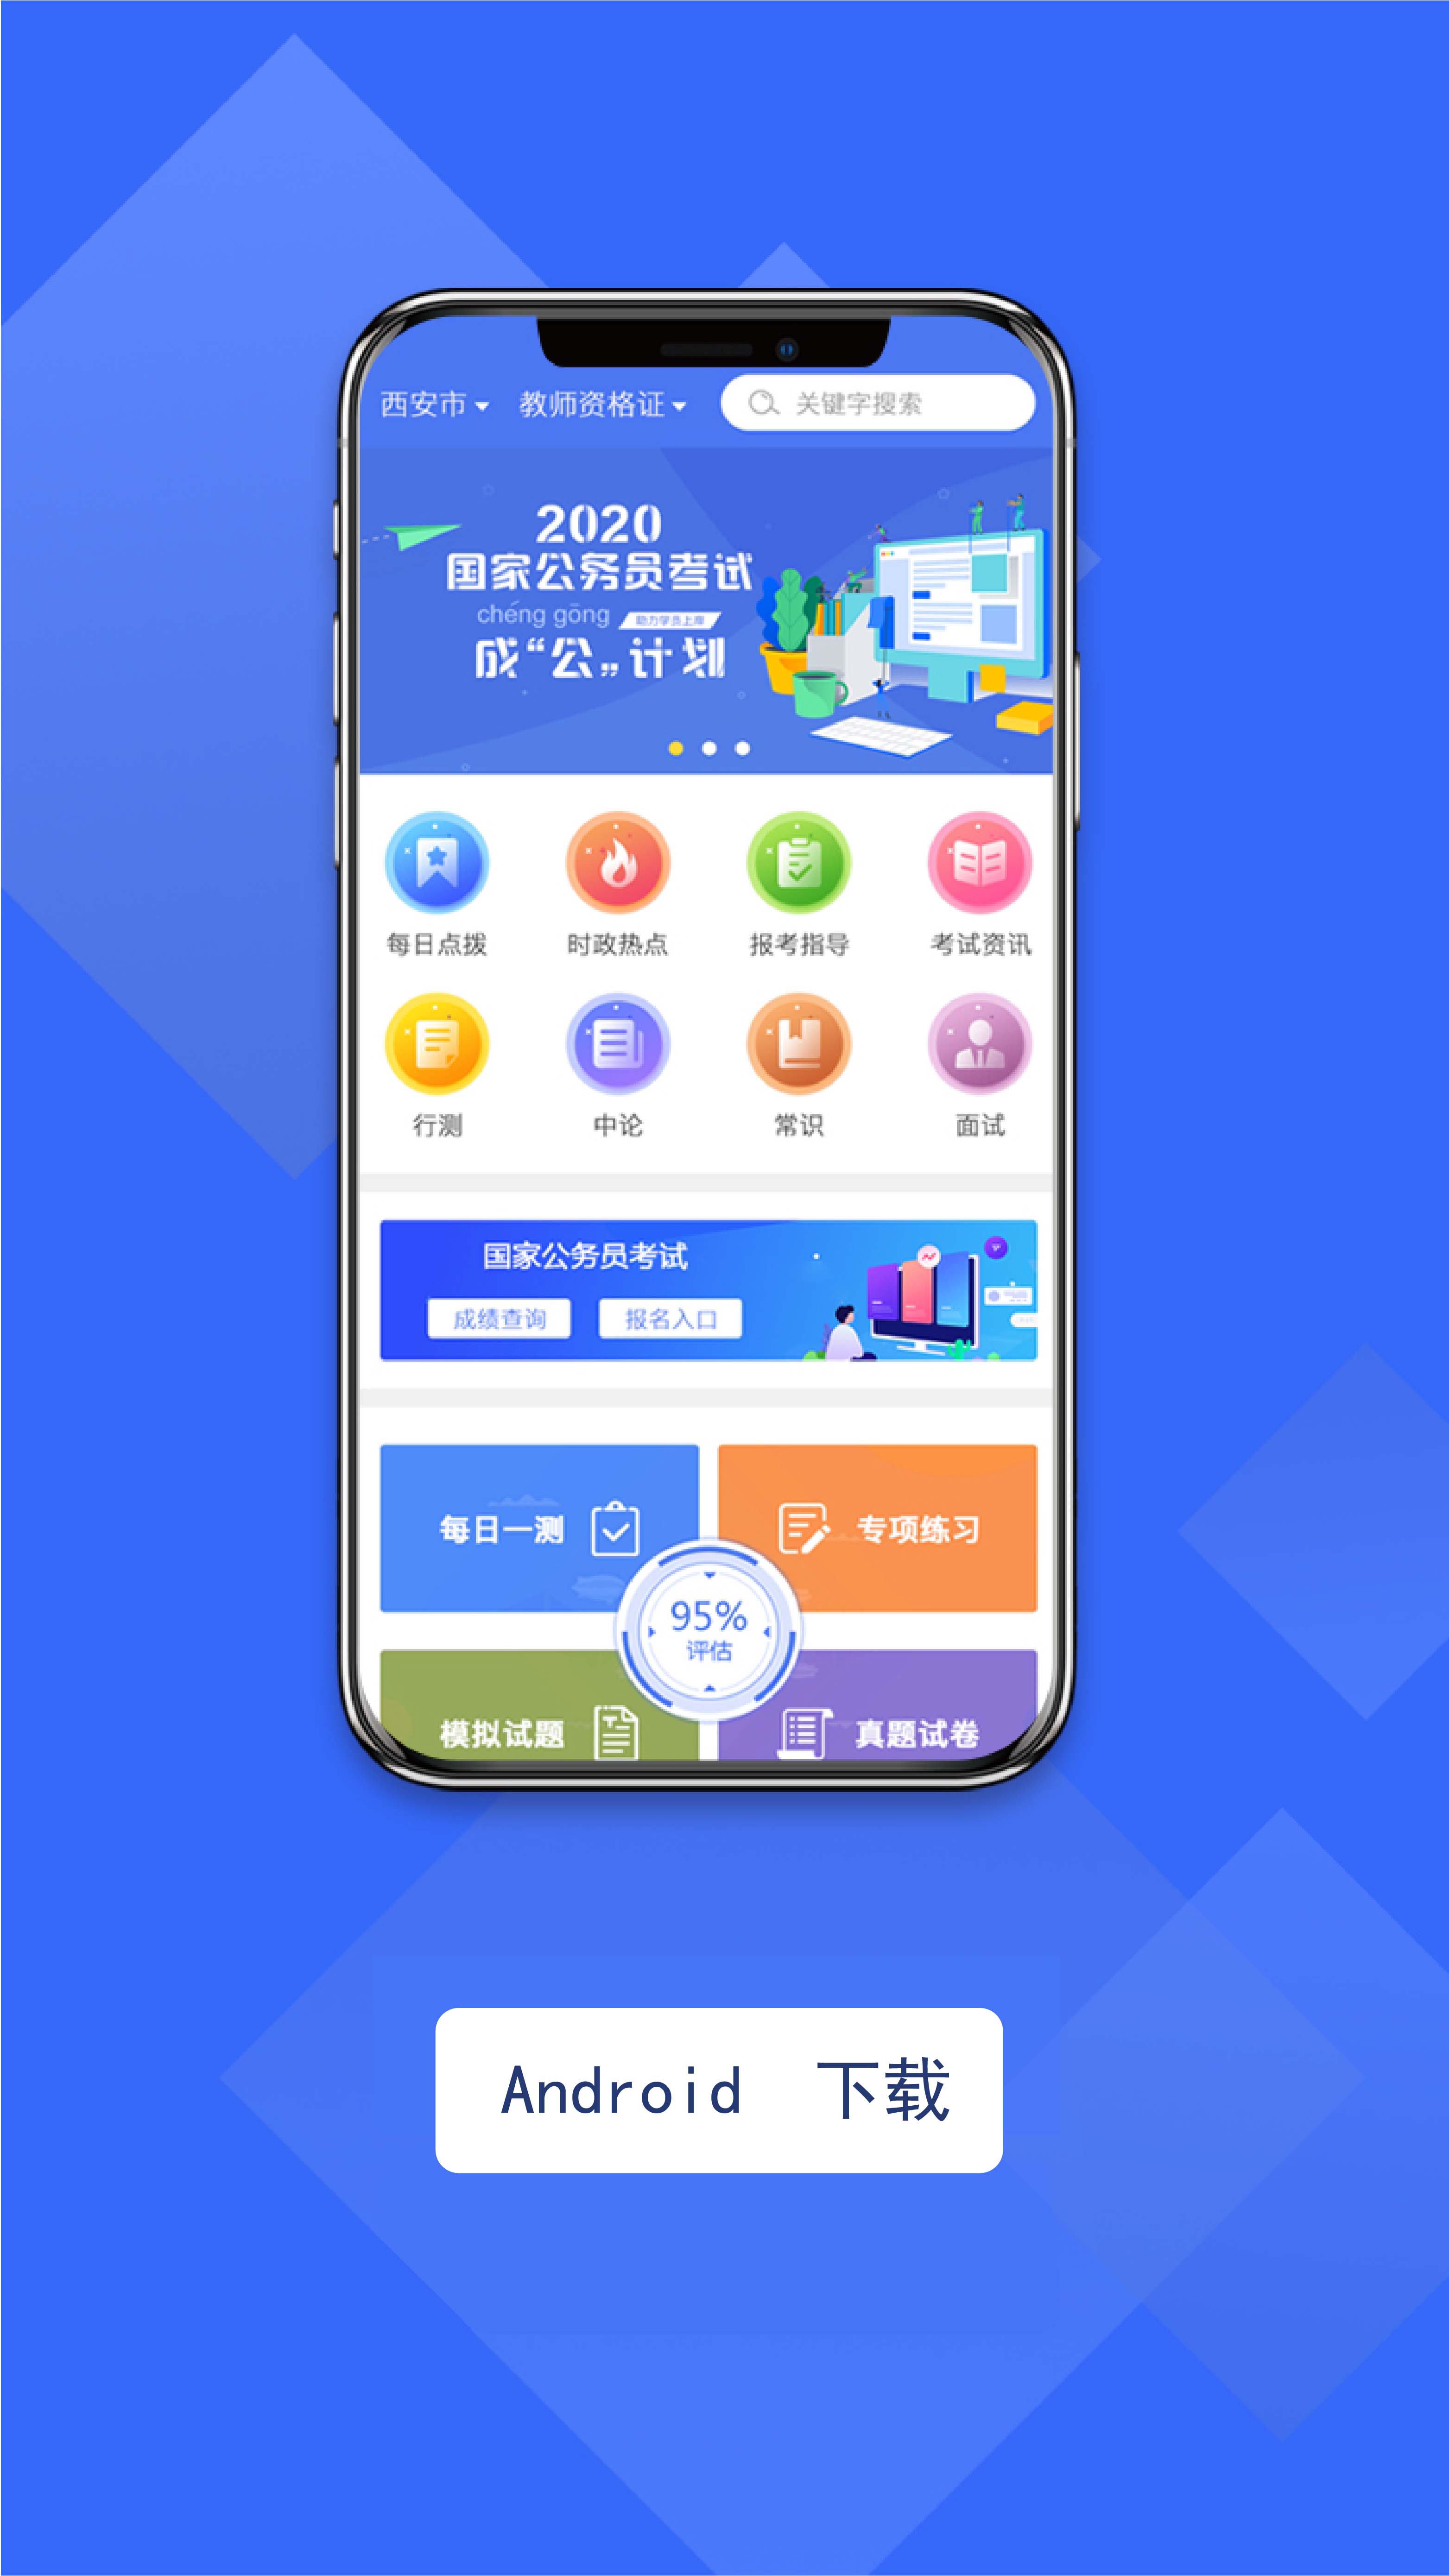 西安市 教师资格证 关键字搜索
2020
国家公务员考试
chéng gōng 助力学员上岸
成“公”计划
每日点拨 时政热点 报考指导 考试资讯
行测 中论 常识 面试
国家公务员考试
成绩查询 报名入口
每日一测 专项练习
95%
评估
模拟试题 真题试卷
Android 下载